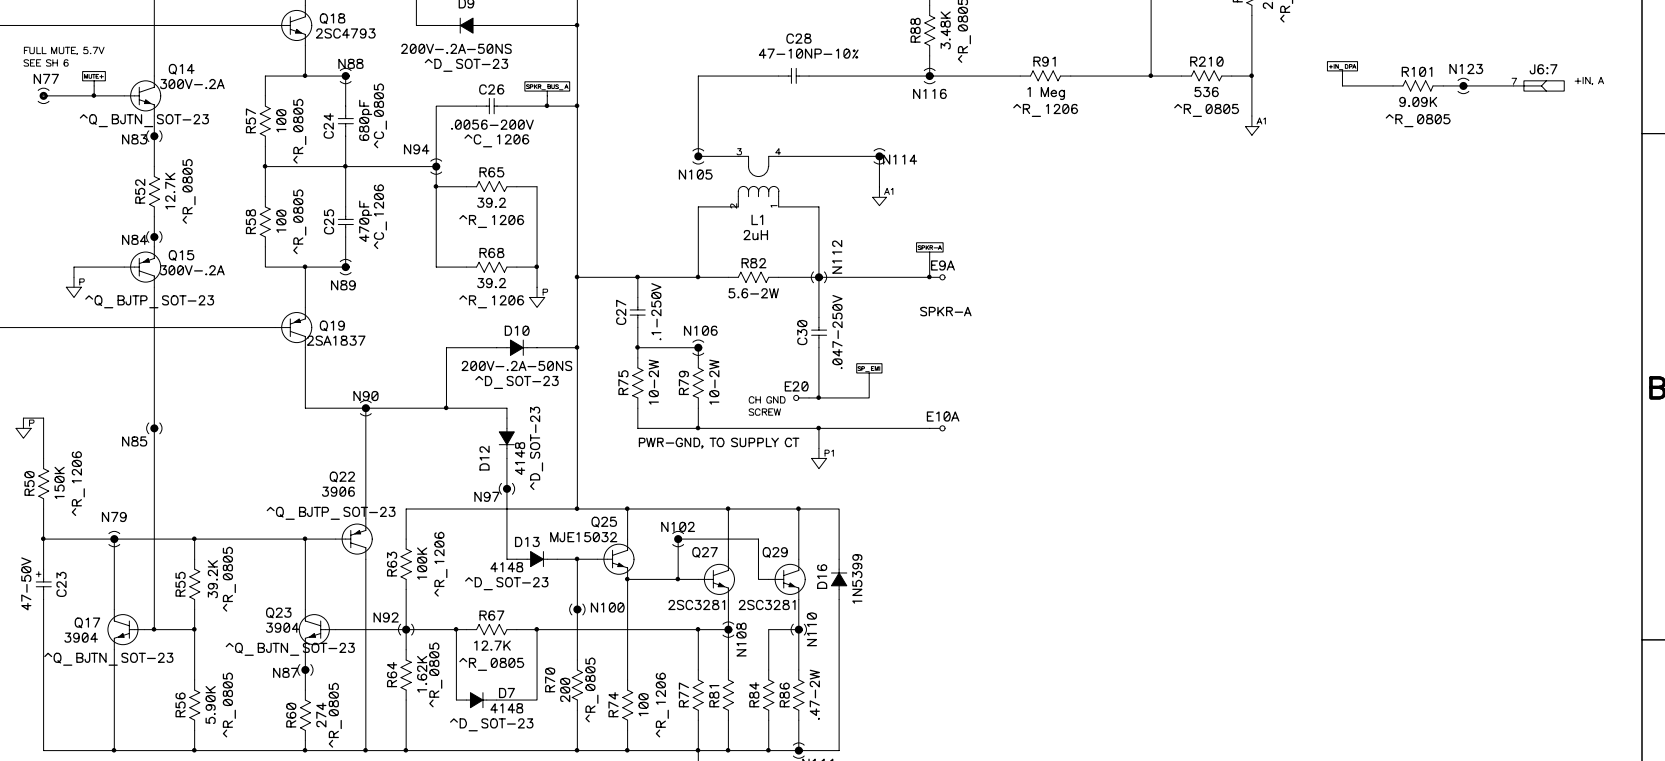 D9
Q18
2SC4793
200V-.2A-50NS
^D_SOT-23
C28
47-10NP-10%
R88
3.48K
^R_0805
FULL MUTE, 5.7V
SEE SH 6
N77
MUTE+
Q14
300V-.2A
^Q_BJTN_SOT-23
N83
N88
R57
100
^R_0805
C24
680pF
^C_0805
C26
SPKR_BUS_A
.0056-200V
^C_1206
N94
N116
R91
1 Meg
^R_1206
R210
536
^R_0805
A1
+IN_DPA
R101
9.09K
^R_0805
N123
7
J6:7
+IN, A
R52
12.7K
^R_0805
N84
Q15
300V-.2A
P
^Q_BJTP_SOT-23
R58
100
^R_0805
C25
470pF
^C_1206
N89
R65
39.2
^R_1206
R68
39.2
^R_1206
P
N105
3
4
N114
A1
2
1
L1
2uH
R82
5.6-2W
N112
SPKR-A
E9A
SPKR-A
Q19
2SA1837
D10
200V-.2A-50NS
^D_SOT-23
C27
.1-250V
N106
R75
10-2W
R79
10-2W
C30
.047-250V
SP_EMI
E20
CH GND
SCREW
E10A
PWR-GND, TO SUPPLY CT
P1
B
N90
P
N85
D12
4148
^D_SOT-23
N97
R50
150K
^R_1206
N79
Q22
3906
^Q_BJTP_SOT-23
R63
100K
^R_1206
D13
4148
^D_SOT-23
Q25
MJE15032
N102
Q27
2SC3281
Q29
2SC3281
D16
1N5399
+
47-50V
C23
R55
39.2K
^R_0805
Q17
3904
^Q_BJTN_SOT-23
Q23
3904
^Q_BJTN_SOT-23
N92
R67
12.7K
^R_0805
N100
N108
N110
N87
R56
5.90K
^R_0805
R60
274
^R_0805
R64
1.62K
^R_0805
D7
4148
^D_SOT-23
R70
200
^R_0805
R74
100
^R_1206
R77
R81
R84
R86
.47-2W